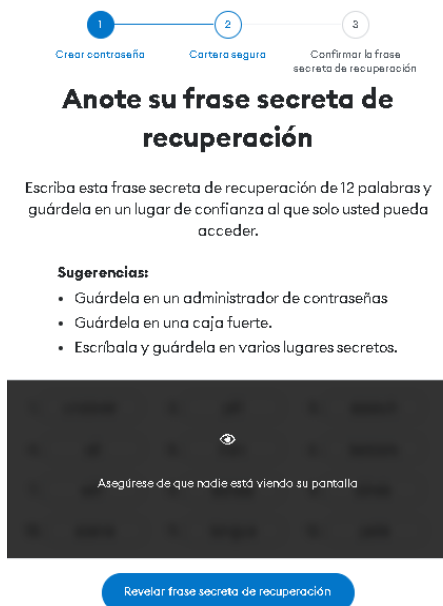 1
2
3
Crear contraseña
Cartera segura
Confirmar la frase
secreta de recuperación
Anote su frase secreta de
recuperación
Escriba esta frase secreta de recuperación de 12 palabras y
guárdela en un lugar de confianza al que solo usted pueda
acceder.
Sugerencias:
• Guárdela en un administrador de contraseñas
• Guárdela en una caja fuerte.
• Escríbala y guárdela en varios lugares secretos.
Asegúrese de que nadie está viendo su pantalla
Revelar frase secreta de recuperación